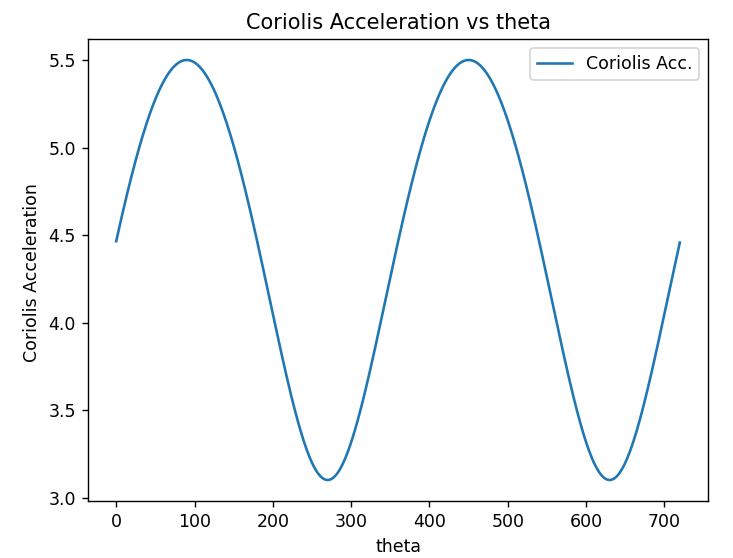 Coriolis Acceleration vs theta
Coriolis Acc.
Coriolis Acceleration
5.5
5.0
4.5
4.0
3.5
3.0
0 100 200 300 400 500 600 700
theta